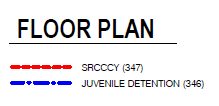 FLOOR PLAN
SRCCCY (347)
JUVENILE DETENTION (346)